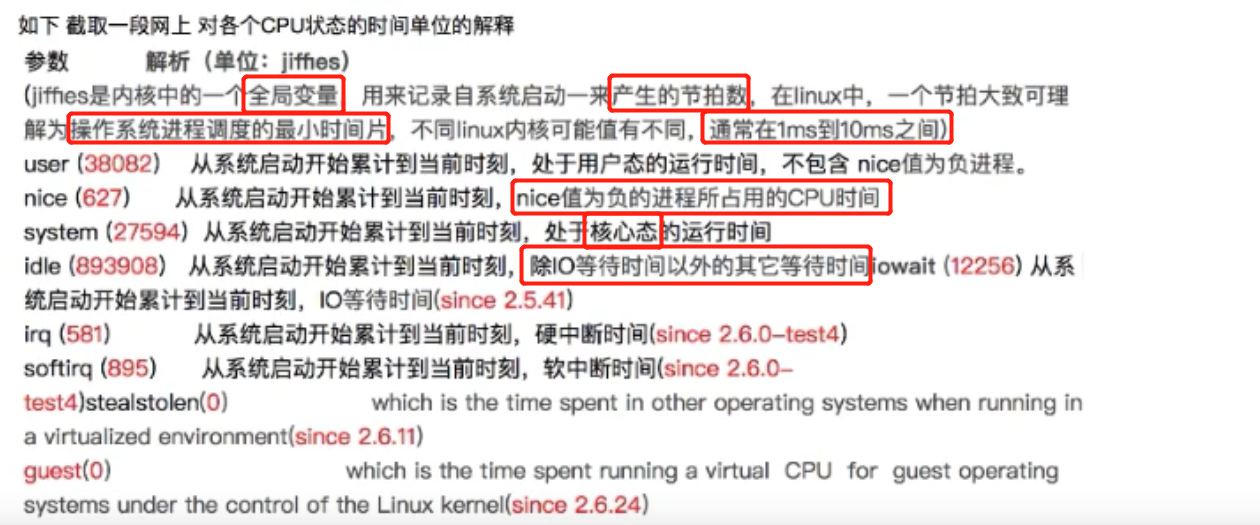 如下 截取一段网上 对各个CPU状态的时间单位的解释
参数 解析（单位：jiffies）
(jiffies是内核中的一个全局变量 用来记录自系统启动一来产生的节拍数，在linux中，一个节拍大致可理
解为操作系统进程调度的最小时间片，不同linux内核可能值有不同，通常在1ms到10ms之间)
user (38082) 从系统启动开始累计到当前时刻，处于用户态的运行时间，不包含 nice值为负进程。
nice (627) 从系统启动开始累计到当前时刻，nice值为负的进程所占用的CPU时间
system (27594) 从系统启动开始累计到当前时刻，处于核心态的运行时间
idle (893908) 从系统启动开始累计到当前时刻，除IO等待时间以外的其它等待时间iowait (12256) 从系
统启动开始累计到当前时刻，IO等待时间(since 2.5.41)
irq (581) 从系统启动开始累计到当前时刻，硬中断时间(since 2.6.0-test4)
softirq (895) 从系统启动开始累计到当前时刻，软中断时间(since 2.6.0-
test4)stealstolen(0) which is the time spent in other operating systems when running in
a virtualized environment(since 2.6.11)
guest(0) which is the time spent running a virtual CPU for guest operating
systems under the control of the Linux kernel(since 2.6.24)